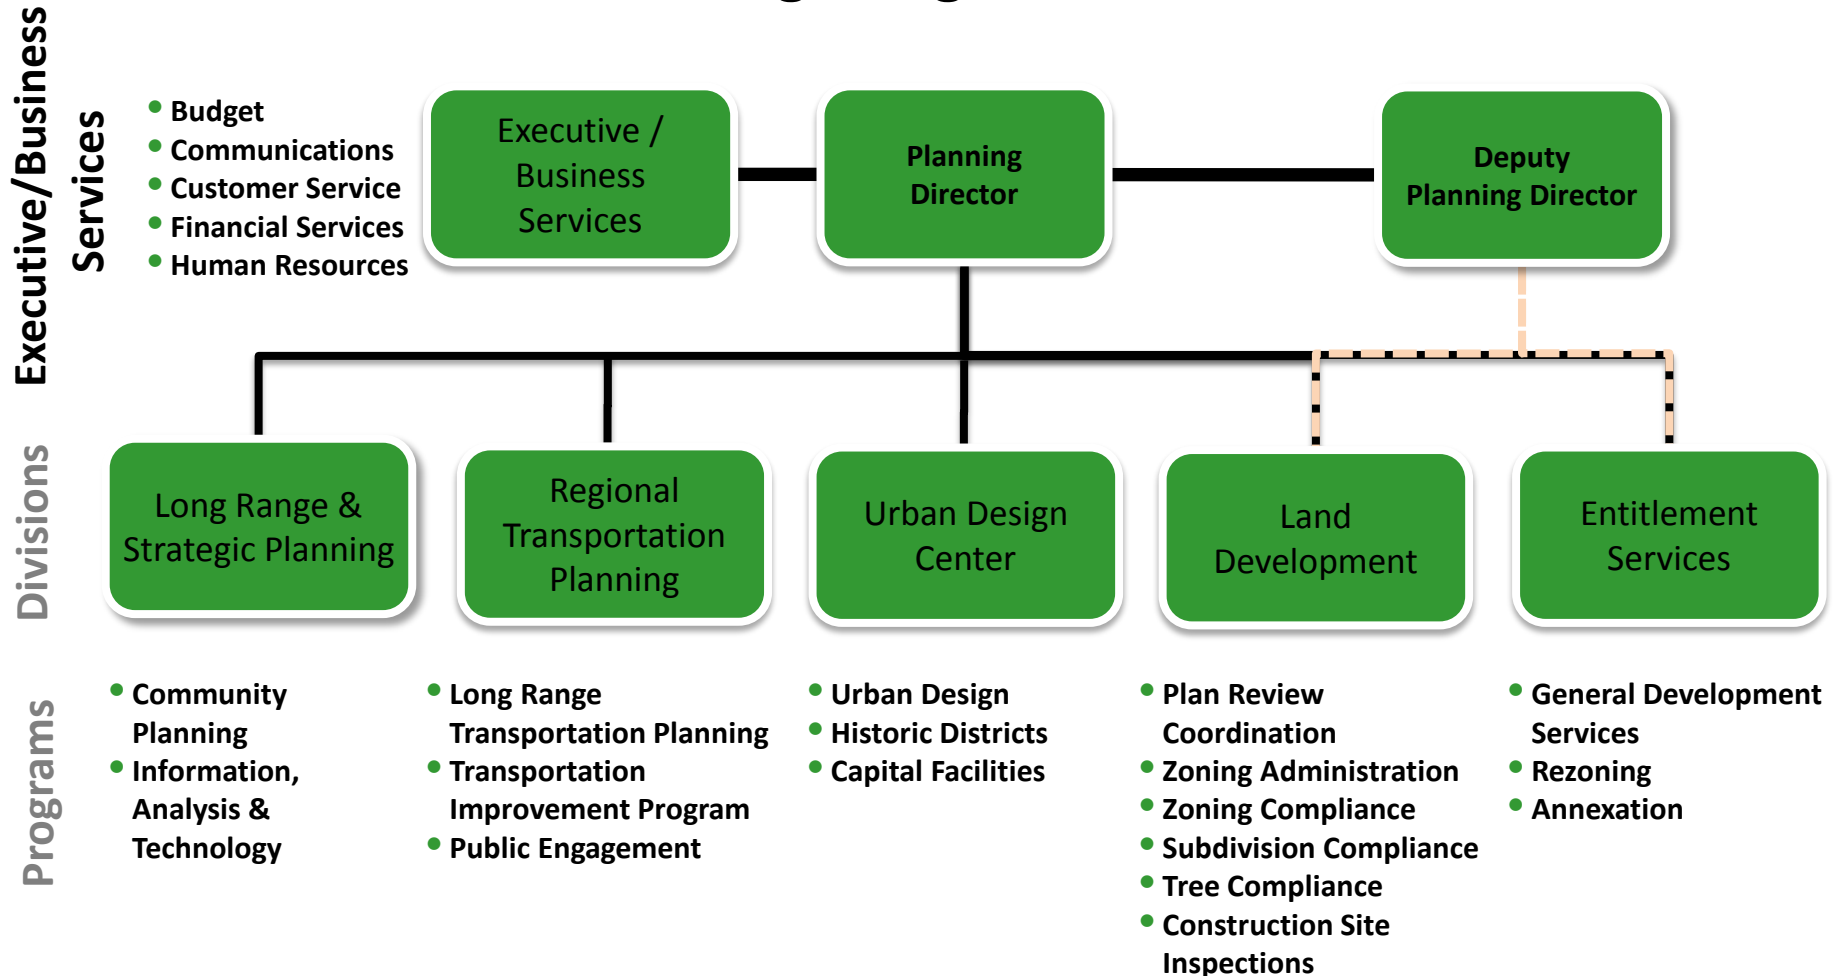 Executive/Business
Services
Budget
Communications
Customer Service
Financial Services
Human Resources
Executive /
Business
Services
Planning
Director
Deputy
Planning Director
Divisions
Long Range &
Strategic Planning
Regional
Transportation
Planning
Urban Design
Center
Land
Development
Entitlement
Services
Programs
Community
Planning
Information,
Analysis &
Technology
Long Range
Transportation Planning
Transportation
Improvement Program
Public Engagement
Urban Design
Historic Districts
Capital Facilities
Plan Review
Coordination
Zoning Administration
Zoning Compliance
Subdivision Compliance
Tree Compliance
Construction Site
Inspections
General Development
Services
Rezoning
Annexation